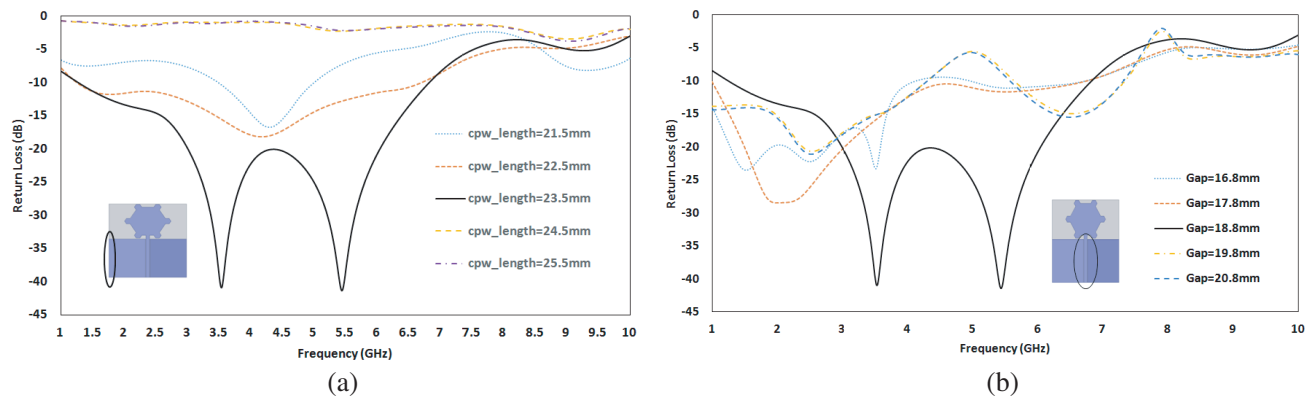 0
-5
-10
-15
-20
-25
-30
-35
-40
-45
Return Loss (dB)
1 1.5 2 2.5 3 3.5 4 4.5 5 5.5 6 6.5 7 7.5 8 8.5 9 9.5 10
Frequency (GHz)
cpw_length=21.5mm
cpw_length=22.5mm
cpw_length=23.5mm
cpw_length=24.5mm
cpw_length=25.5mm
(a)
0
-5
-10
-15
-20
-25
-30
-35
-40
-45
Return Loss (dB)
1 2 3 4 5 6 7 8 9 10
Frequency (GHz)
Gap=16.8mm
Gap=17.8mm
Gap=18.8mm
Gap=19.8mm
Gap=20.8mm
(b)